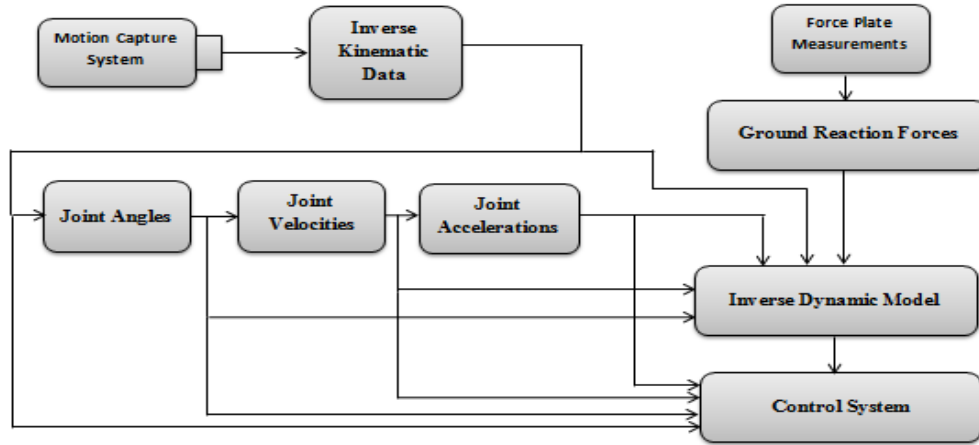 Motion Capture
System
Inverse
Kinematic
Data
Force Plate
Measurements
Ground Reaction Forces
Joint Angles
Joint
Velocities
Joint
Accelerations
Inverse Dynamic Model
Control System